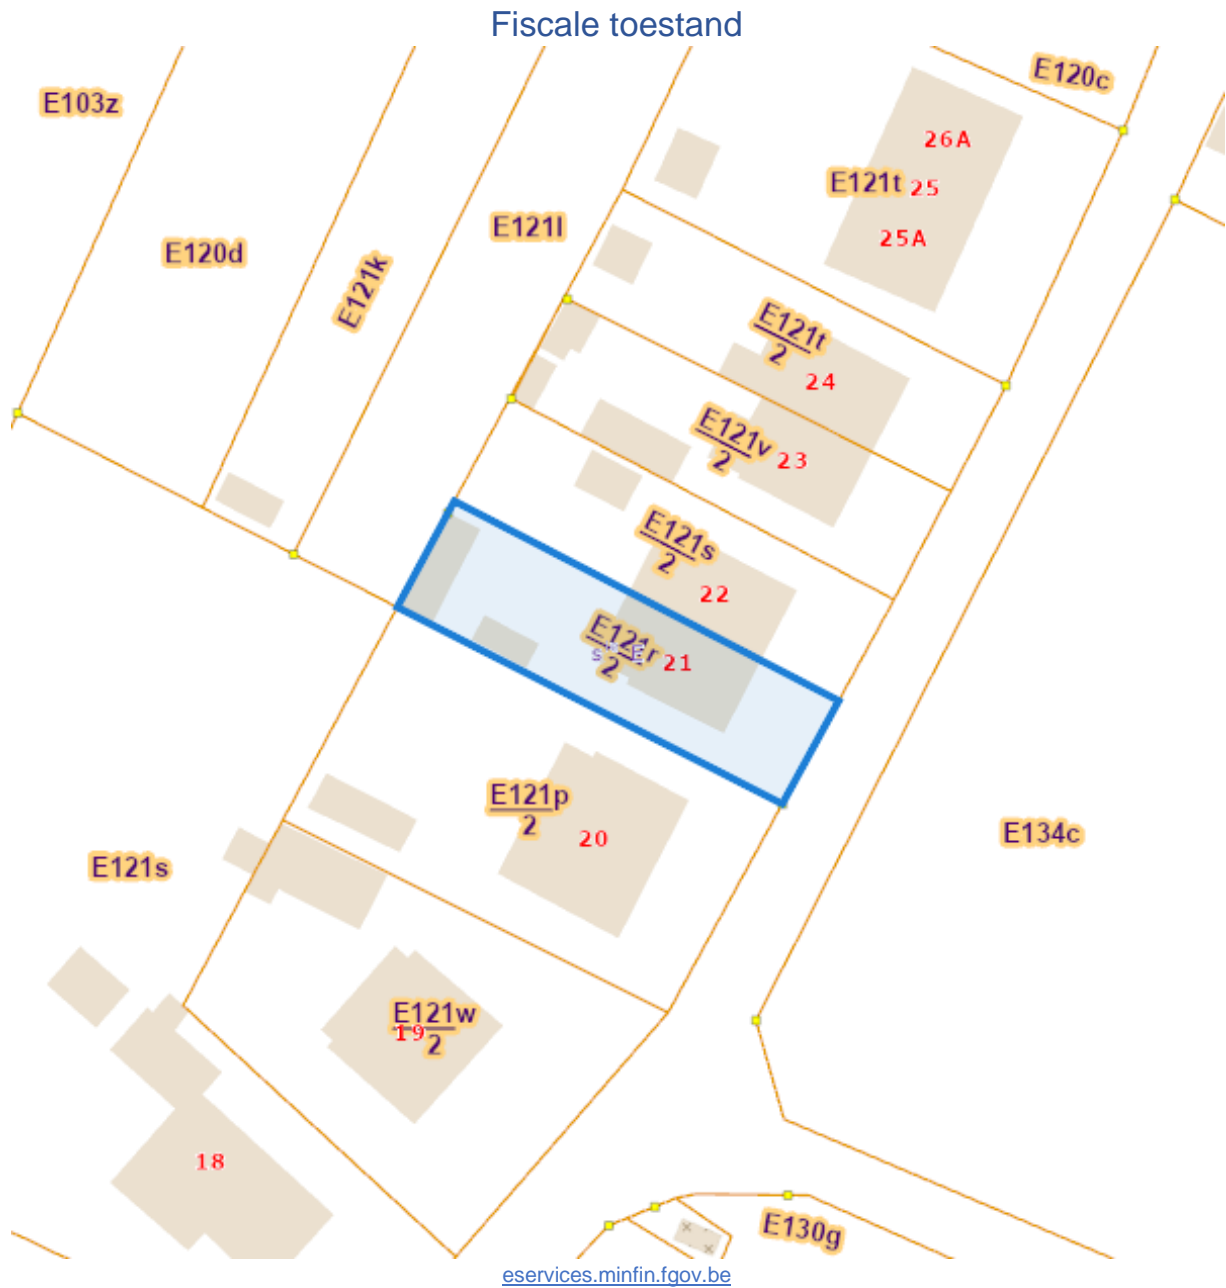 Fiscale toestand
E120c
E103z
26A
E121t
25
E121l
25A
E120d
E121k
E121t
2
24
E121v
2
23
E121s
2
22
E121r
2
21
E121p
2
20
E134c
E121s
E121w
19
2
18
E130g
eservices.minfin.fgov.be